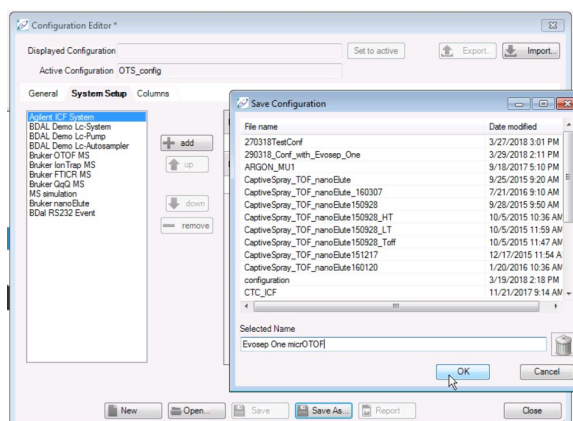 Configuration Editor *
Displayed Configuration
Set to active
Export...
Import...
Active Configuration OTS_config
General System Setup Columns
Agilent ICF System
BDAL Demo Lc-System
BDAL Demo Lc-Pump
BDAL Demo Lc-Autosampler
Bruker OTOF MS
Bruker IonTrap MS
Bruker FTICR MS
Bruker QqQ MS
MS simulation
Bruker nanoElute
BDal RS232 Event
add
up
down
remove
Save Configuration
File name Date modified
270318TestConf 3/27/2018 3:01 PM
290318_Conf_with_Evosep_One 3/29/2018 2:11 PM
ARGON_MU1 9/18/2017 5:10 PM
CaptiveSpray_TOF_nanoElute 9/25/2015 9:20 AM
CaptiveSpray_TOF_nanoElute_160307 7/21/2016 9:10 AM
CaptiveSpray_TOF_nanoElute150928 9/28/2015 9:50 AM
CaptiveSpray_TOF_nanoElute150928_HT 10/5/2015 10:36 AM
CaptiveSpray_TOF_nanoElute150928_LT 10/5/2015 11:59 AM
CaptiveSpray_TOF_nanoElute150928_Toff 10/5/2015 11:47 AM
CaptiveSpray_TOF_nanoElute151217 12/17/2015 11:54 A
CaptiveSpray_TOF_nanoElute160120 1/20/2016 10:36 AM
configuration 3/19/2018 2:18 PM
CTC_ICF 11/21/2017 9:14 AM
Selected Name
Evosep One micrOTOF
OK
Cancel
New
Open...
Save
Save As...
Report
Close